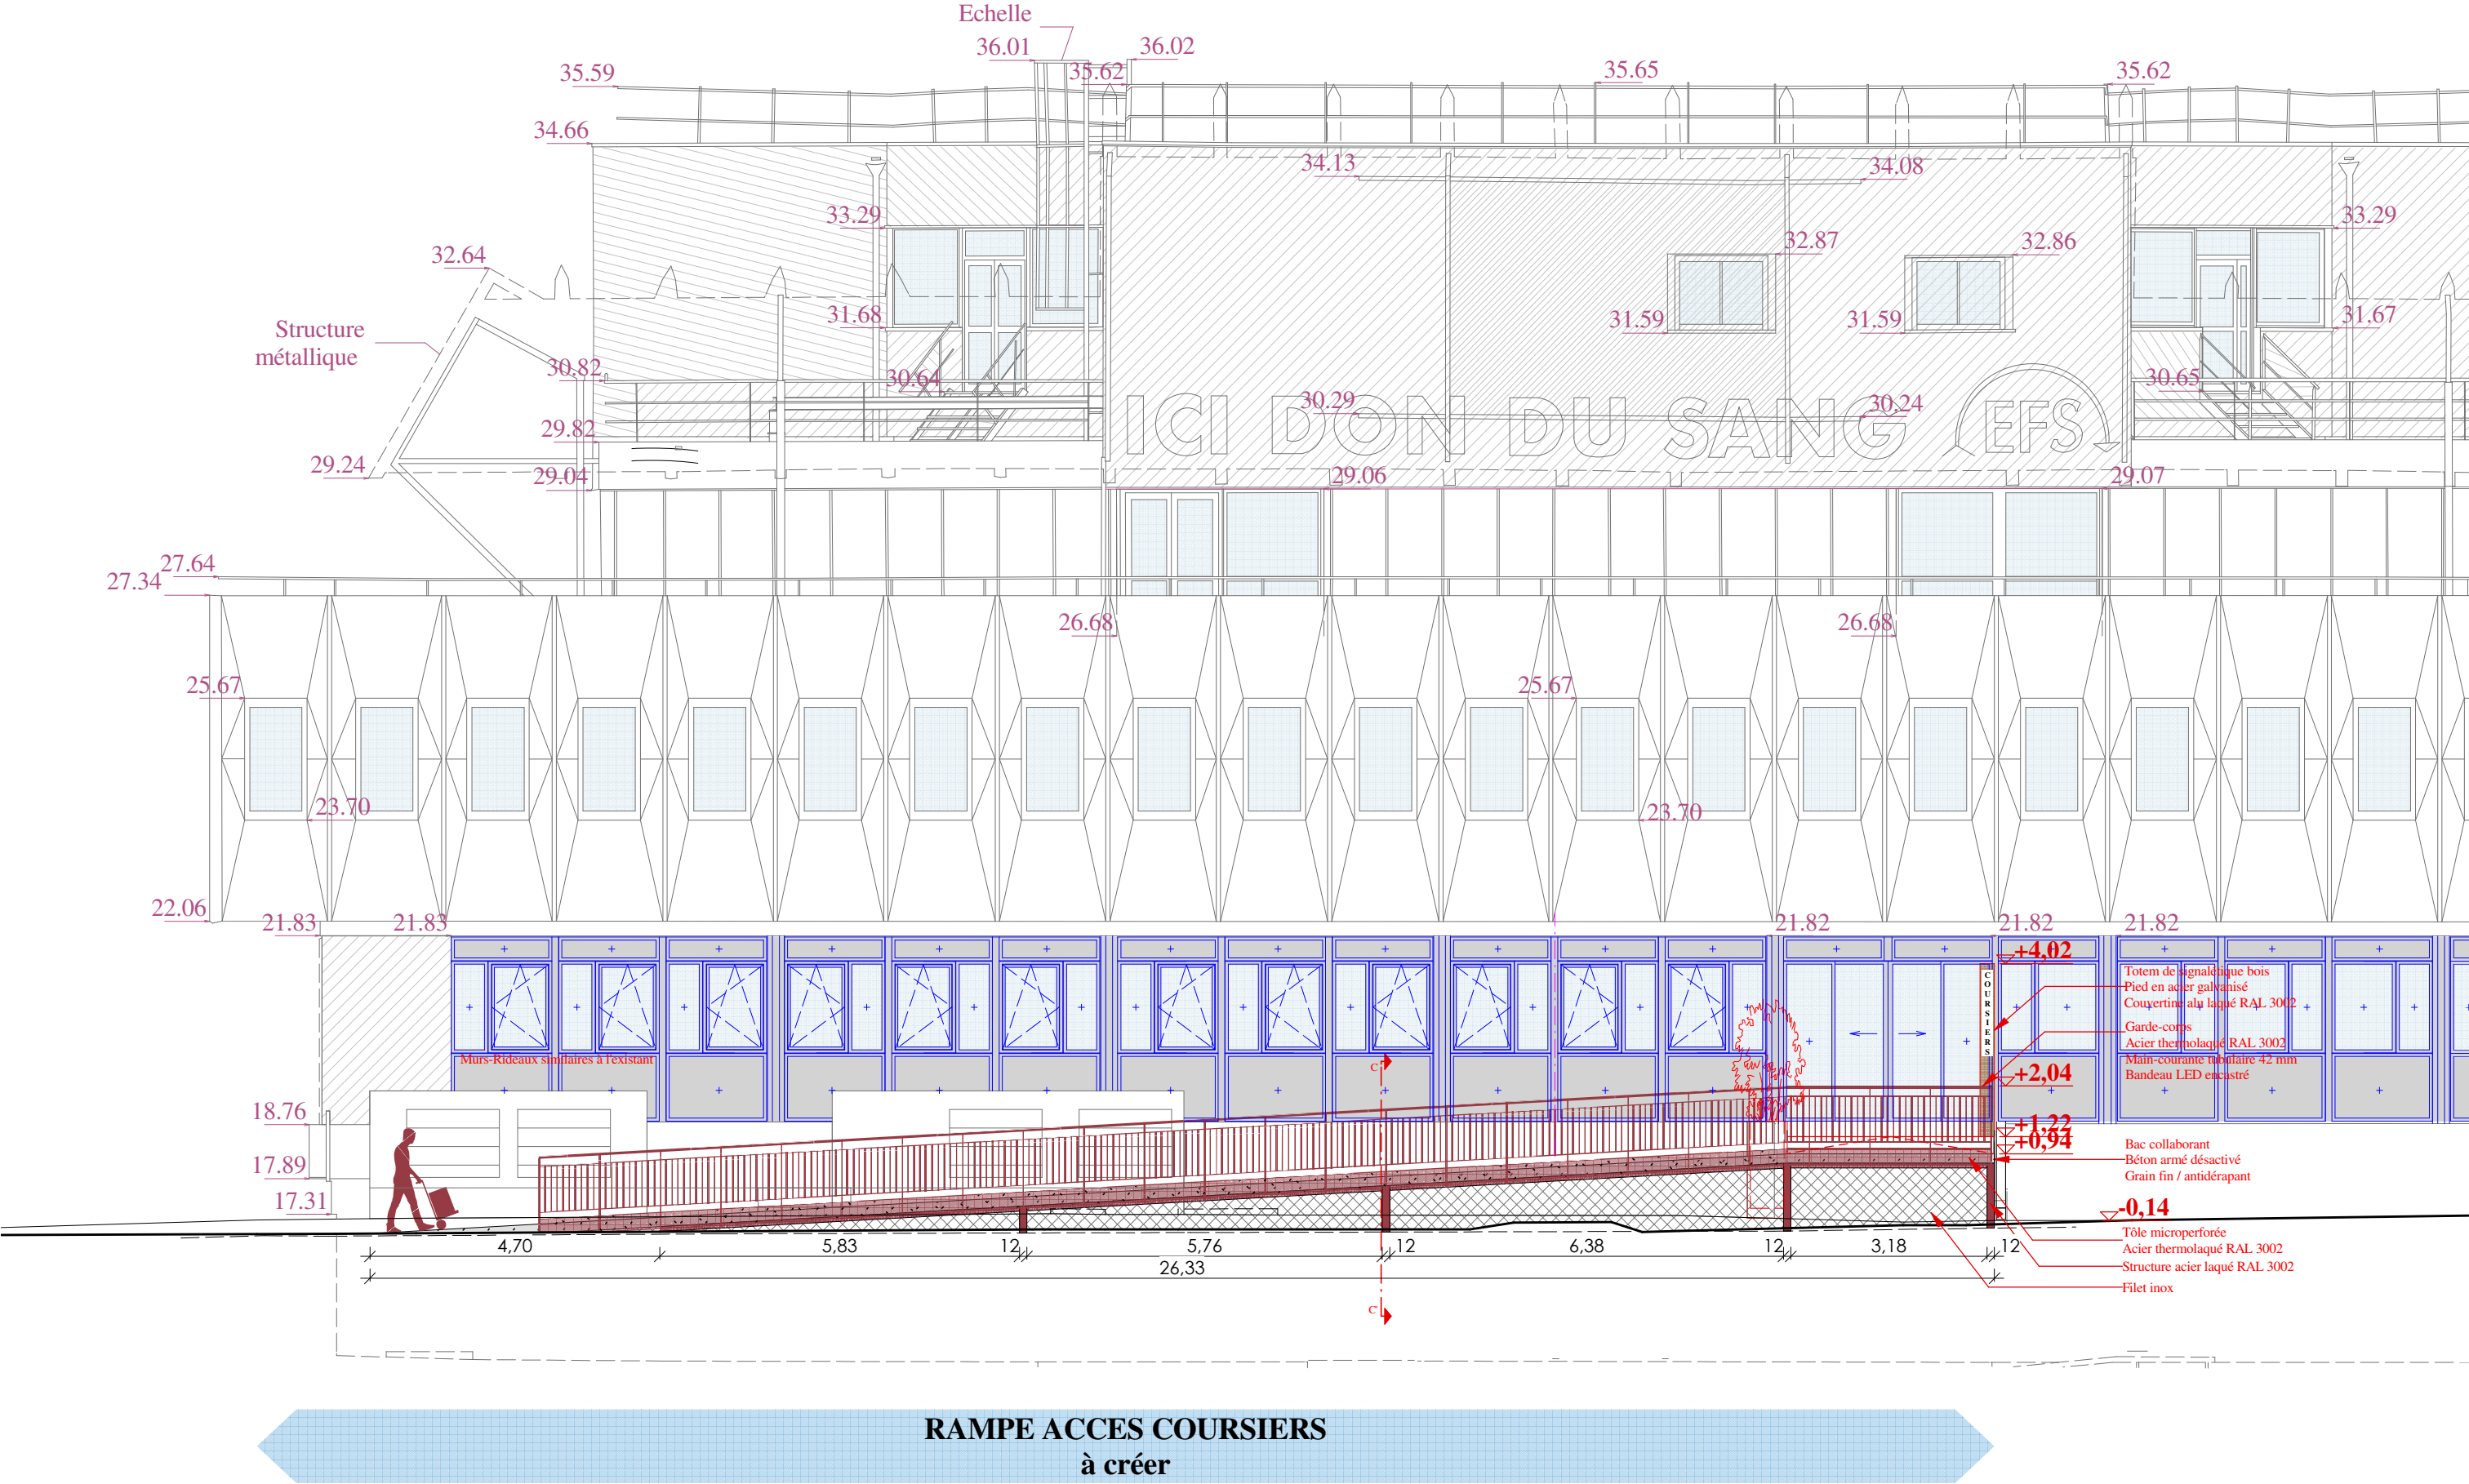 Echelle
36.01
36.02
35.59
35.62
35.65
35.62
34.66
34.13
34.08
33.29
33.29
32.87
32.86
32.64
31.68
31.59
31.59
31.67
Structure
métallique
30.82
30.64
30.65
30.29
30.24
ICI DON DU SANG EFS
29.82
29.24
29.04
29.06
29.07
27.64
27.34
26.68
26.68
25.67
25.67
23.70
23.70
22.06
21.83
21.83
21.82
21.82
21.82
+4,02
Totem de signalétique bois
Pied en acier galvanisé
Couvertine alu laqué RAL 3002
COURSIERS
Garde-corps
Acier thermolaqué RAL 3002
Main-courante tubulaire 42 mm
Bandeau LED encastré
Murs-Rideaux similaires à l'existant
C
+2,04
18.76
+1,22
+0,94
Bac collaborant
Béton armé désactivé
Grain fin / antidérapant
17.89
17.31
-0,14
Tôle microperforée
Acier thermolaqué RAL 3002
Structure acier laqué RAL 3002
Filet inox
4,70
5,83
12
5,76
12
6,38
12
3,18
12
26,33
C'
RAMPE ACCES COURSIERS
à créer